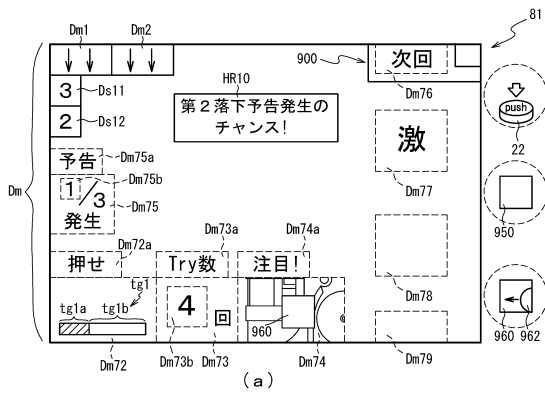 81
Dm1 Dm2
900
次回
Dm76
HR10
第２落下予告発生の
チャンス！
3 Ds11
2 Ds12
push
22
激
Dm77
Dm
予告 Dm75a
1/3 Dm75b
Dm75
発生
950
Dm72a Dm73a Dm74a
押せ Try数 注目！
Dm78
tg1
tg1a tg1b
4 回
960
960 962
Dm72 Dm73b Dm73 Dm74 Dm79
(a)